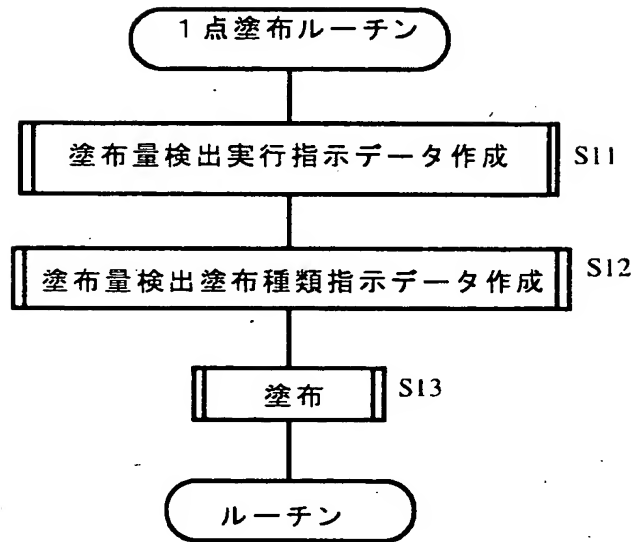 1点塗布ルーチン
塗布量検出実行指示データ作成 S11
塗布量検出塗布種類指示データ作成 S12
塗布 S13
ルーチン